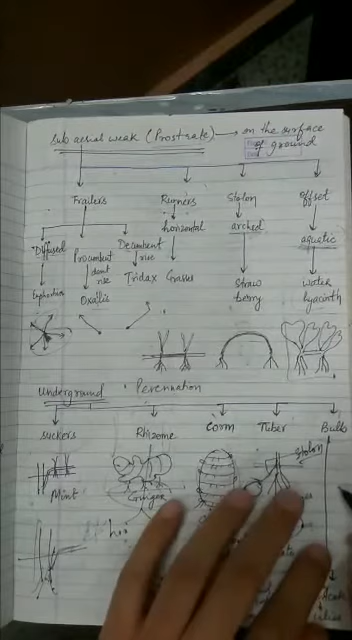 sub aerial weak (Prostrate) → on the surface
of ground
Trailers Runners Stolon offset
Diffused Procumbent Decumbent horizontal arched aquatic
dont rise rise
Euphorbia Oxalis Tridax Grasses straw berry water hyacinth
Underground Perennation
suckers Rhizome Corm Tuber Bulb
Stolon
Mint Ginger